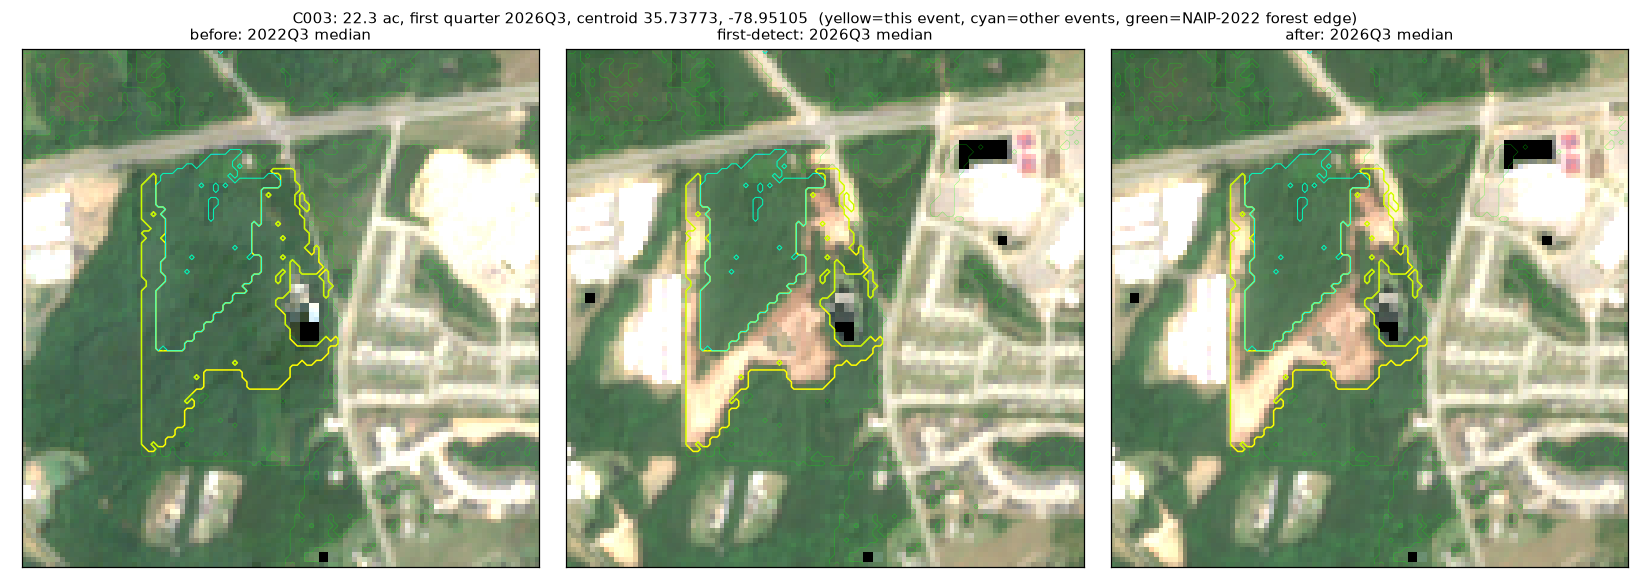 C003: 22.3 ac, first quarter 2026Q3, centroid 35.73773, -78.95105  (yellow=this event, cyan=other events, green=NAIP-2022 forest edge)
before: 2022Q3 median
first-detect: 2026Q3 median
after: 2026Q3 median